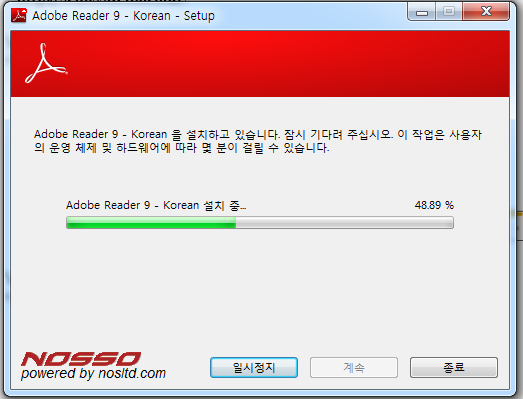 Adobe Reader 9 - Korean - Setup
Adobe Reader 9 - Korean 을 설치하고 있습니다. 잠시 기다려 주십시오. 이 작업은 사용자
의 운영 체제 및 하드웨어에 따라 몇 분이 걸릴 수 있습니다.
Adobe Reader 9 - Korean 설치 중... 48.89 %
NOSSO
powered by nosltd.com
일시정지 계속 종료